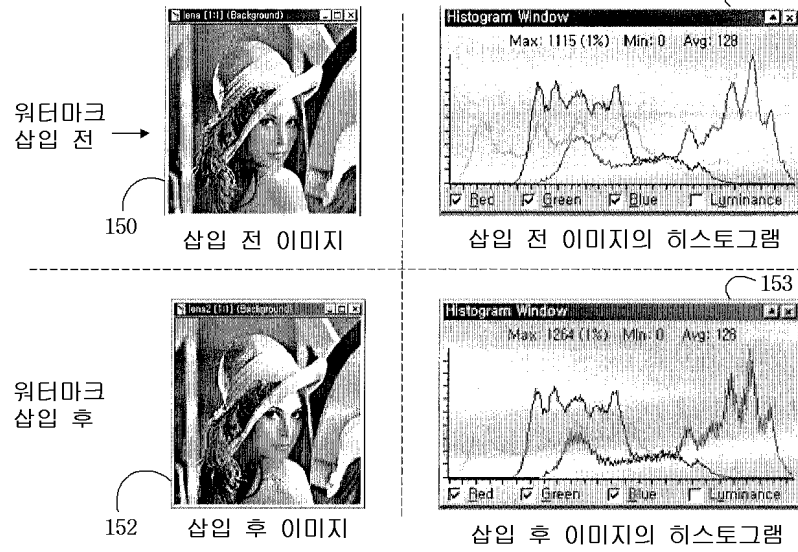 lena [1:1] (Background)
Histogram Window
Max: 1115 (1%) Min: 0 Avg: 128
Red Green Blue Luminance
워터마크
삽입 전
150
삽입 전 이미지
삽입 전 이미지의 히스토그램
153
lena2 [1:1] (Background)
Histogram Window
Max: 1264 (1%) Min: 0 Avg: 128
Red Green Blue Luminance
워터마크
삽입 후
152
삽입 후 이미지
삽입 후 이미지의 히스토그램